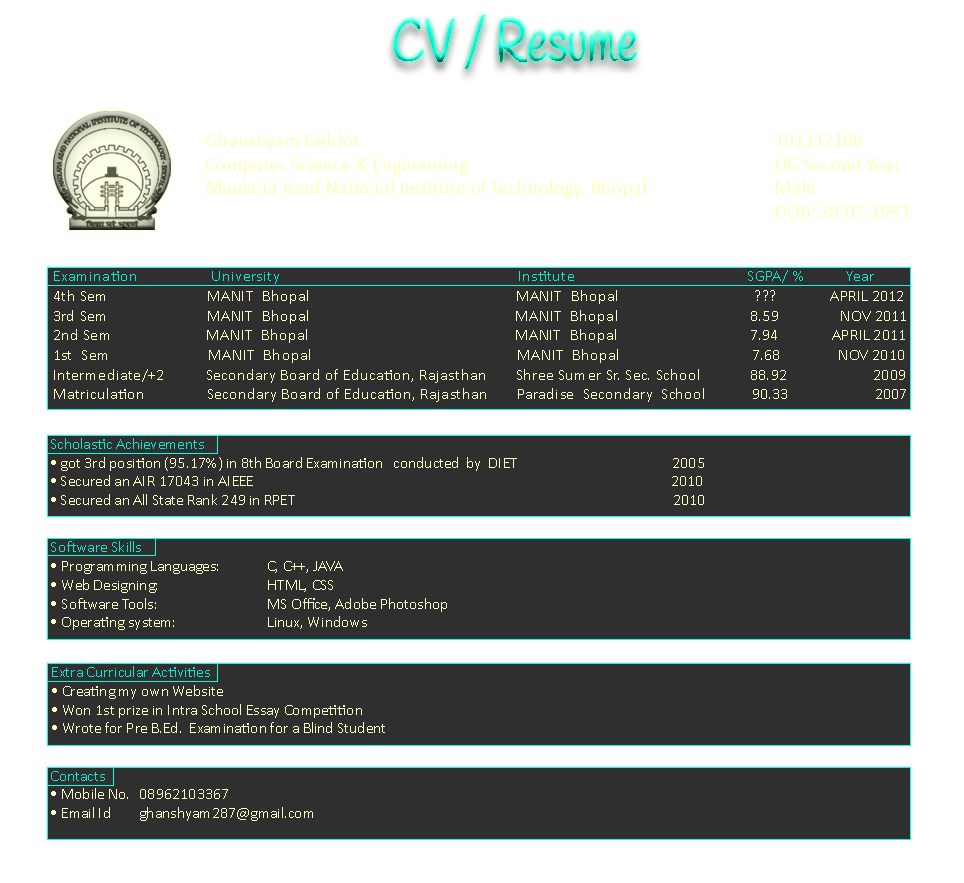 CV / Resume
MAULANA AZAD NATIONAL INSTITUTE OF TECHNOLOGY
Ghanshyam Gehlot 101112106
Computer Science & Engineering UG Second Year
Maulana Azad National Institute of Technology, Bhopal Male
DOB: 28-07-1991
Examination University Institute SGPA/ % Year
4th Sem MANIT Bhopal MANIT Bhopal ??? APRIL 2012
3rd Sem MANIT Bhopal MANIT Bhopal 8.59 NOV 2011
2nd Sem MANIT Bhopal MANIT Bhopal 7.94 APRIL 2011
1st Sem MANIT Bhopal MANIT Bhopal 7.68 NOV 2010
Intermediate/+2 Secondary Board of Education, Rajasthan Shree Sumer Sr. Sec. School 88.92 2009
Matriculation Secondary Board of Education, Rajasthan Paradise Secondary School 90.33 2007
Scholastic Achievements
• got 3rd position (95.17%) in 8th Board Examination conducted by DIET 2005
• Secured an AIR 17043 in AIEEE 2010
• Secured an All State Rank 249 in RPET 2010
Software Skills
• Programming Languages: C, C++, JAVA
• Web Designing: HTML, CSS
• Software Tools: MS Office, Adobe Photoshop
• Operating system: Linux, Windows
Extra Curricular Activities
• Creating my own Website
• Won 1st prize in Intra School Essay Competition
• Wrote for Pre B.Ed. Examination for a Blind Student
Contacts
• Mobile No. 08962103367
• Email Id ghanshyam287@gmail.com